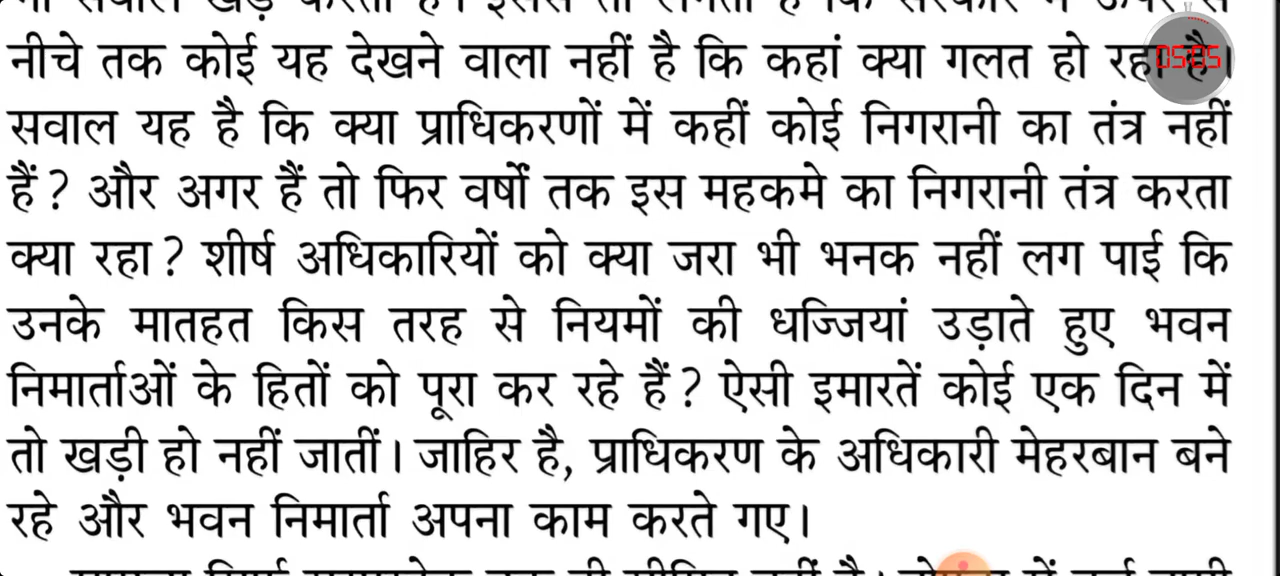 नीचे तक कोई यह देखने वाला नहीं है कि कहां क्या गलत हो रहा है।
05:05
सवाल यह है कि क्या प्राधिकरणों में कहीं कोई निगरानी का तंत्र नहीं
हैं ? और अगर हैं तो फिर वर्षों तक इस महकमे का निगरानी तंत्र करता
क्या रहा ? शीर्ष अधिकारियों को क्या जरा भी भनक नहीं लग पाई कि
उनके मातहत किस तरह से नियमों की धज्जियां उड़ाते हुए भवन
निमार्ताओं के हितों को पूरा कर रहे हैं ? ऐसी इमारतें कोई एक दिन में
तो खड़ी हो नहीं जातीं। जाहिर है, प्राधिकरण के अधिकारी मेहरबान बने
रहे और भवन निमार्ता अपना काम करते गए।